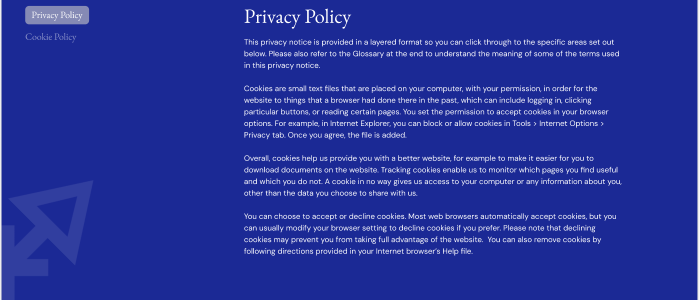 Privacy Policy
Cookie Policy
Privacy Policy
This privacy notice is provided in a layered format so you can click through to the specific areas set out
below. Please also refer to the Glossary at the end to understand the meaning of some of the terms used
in this privacy notice.
Cookies are small text files that are placed on your computer, with your permission, in order for the
website to things that a browser had done there in the past, which can include logging in, clicking
particular buttons, or reading certain pages. You set the permission to accept cookies in your browser
options. For example, in Internet Explorer, you can block or allow cookies in Tools > Internet Options >
Privacy tab. Once you agree, the file is added.
Overall, cookies help us provide you with a better website, for example to make it easier for you to
download documents on the website. Tracking cookies enable us to monitor which pages you find useful
and which you do not. A cookie in no way gives us access to your computer or any information about you,
other than the data you choose to share with us.
You can choose to accept or decline cookies. Most web browsers automatically accept cookies, but you
can usually modify your browser setting to decline cookies if you prefer. Please note that declining
cookies may prevent you from taking full advantage of the website. You can also remove cookies by
following directions provided in your Internet browser's Help file.